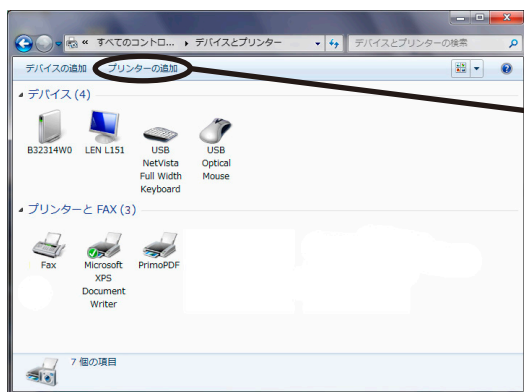 « すべてのコントロ... ▸ デバイスとプリンター
デバイスとプリンターの検索
デバイスの追加 プリンターの追加
デバイス (4)
B32314W0
LEN L151
USB
NetVista
Full Width
Keyboard
USB
Optical
Mouse
プリンターと FAX (3)
Fax
Microsoft
XPS
Document
Writer
PrimoPDF
7 個の項目